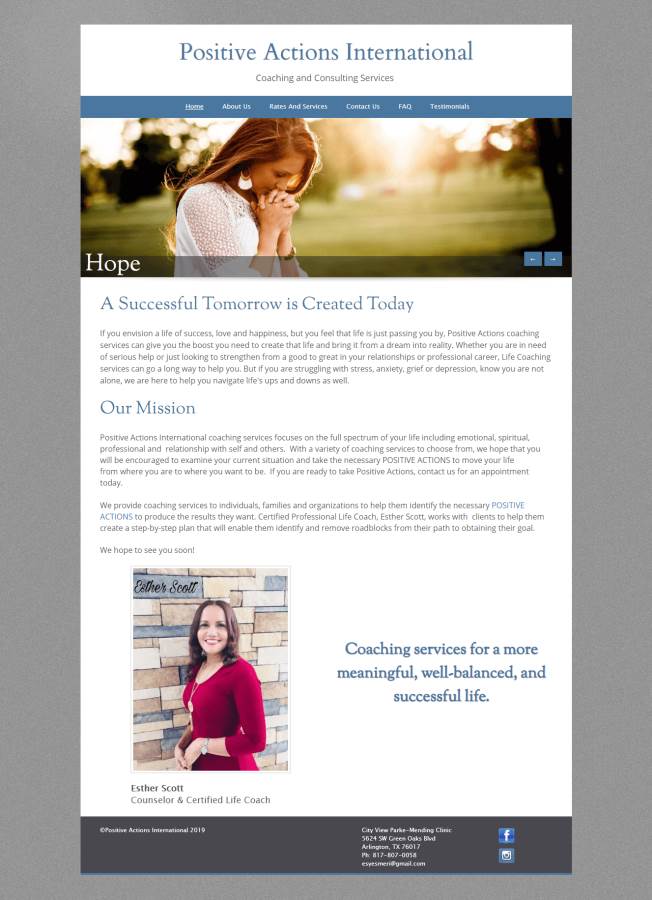 Positive Actions International
Coaching and Consulting Services
Home About Us Rates And Services Contact Us FAQ Testimonials
Hope
← →
A Successful Tomorrow is Created Today
If you envision a life of success, love and happiness, but you feel that life is just passing you by, Positive Actions coaching
services can give you the boost you need to create that life and bring it from a dream into reality. Whether you are in need
of serious help or just looking to strengthen from a good to great in your relationships or professional career, Life Coaching
services can go a long way to help you. But if you are struggling with stress, anxiety, grief or depression, know you are not
alone, we are here to help you navigate life's ups and downs as well.
Our Mission
Positive Actions International coaching services focuses on the full spectrum of your life including emotional, spiritual,
professional and relationship with self and others. With a variety of coaching services to choose from, we hope that you
will be encouraged to examine your current situation and take the necessary POSITIVE ACTIONS to move your life
from where you are to where you want to be. If you are ready to take Positive Actions, contact us for an appointment
today.
We provide coaching services to individuals, families and organizations to help them identify the necessary POSITIVE
ACTIONS to produce the results they want. Certified Professional Life Coach, Esther Scott, works with clients to help them
create a step-by-step plan that will enable them identify and remove roadblocks from their path to obtaining their goal.
We hope to see you soon!
Esther Scott
Coaching services for a more
meaningful, well-balanced, and
successful life.
Esther Scott
Counselor & Certified Life Coach
©Positive Actions International 2019
City View Parke-Mending Clinic
5624 SW Green Oaks Blvd
Arlington, TX 76017
Ph: 817-807-0058
esyesmeri@gmail.com